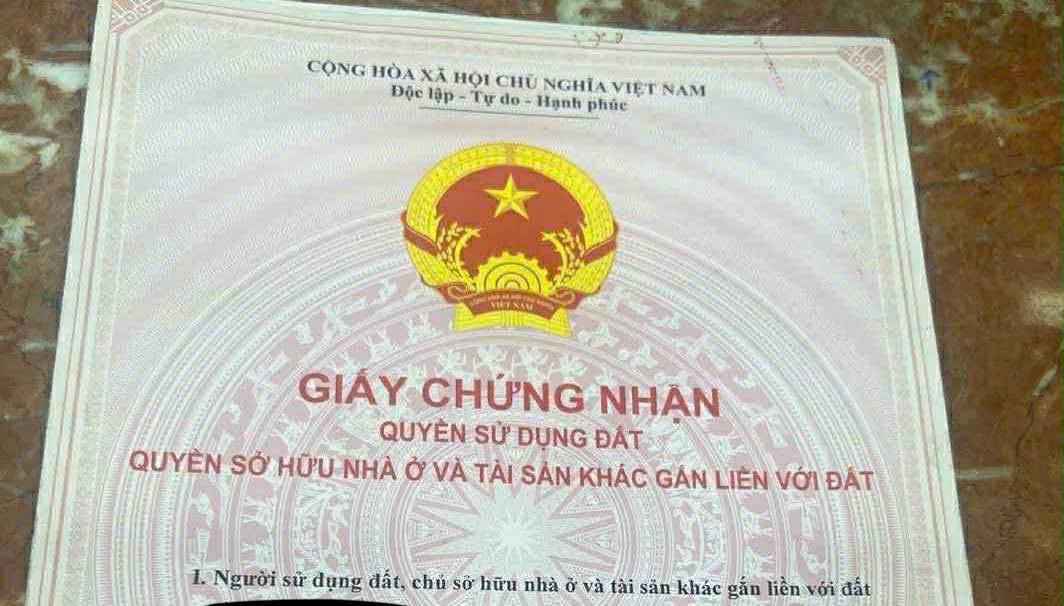 CỘNG HÒA XÃ HỘI CHỦ NGHĨA VIỆT NAM
Độc lập - Tự do - Hạnh phúc
VIỆT NAM
GIẤY CHỨNG NHẬN
QUYỀN SỬ DỤNG ĐẤT
QUYỀN SỞ HỮU NHÀ Ở VÀ TÀI SẢN KHÁC GẮN LIỀN VỚI ĐẤT
I. Người sử dụng đất, chủ sở hữu nhà ở và tài sản khác gắn liền với đất